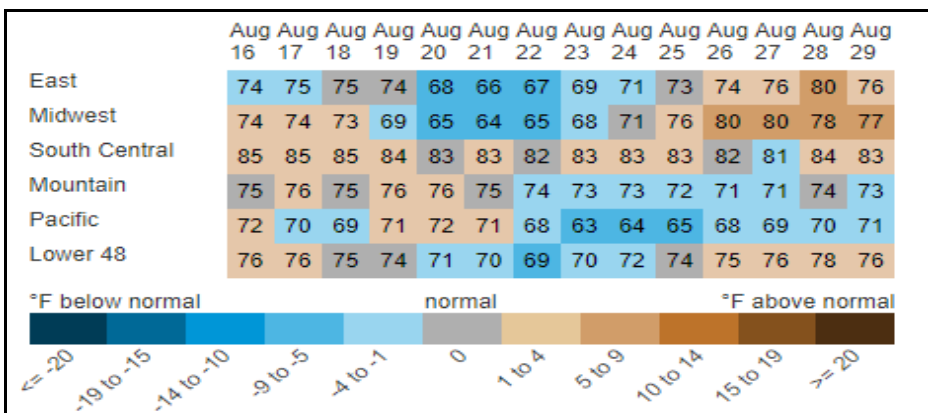 Aug Aug Aug Aug Aug Aug Aug Aug Aug Aug Aug Aug Aug Aug
16 17 18 19 20 21 22 23 24 25 26 27 28 29
East 74 75 75 74 68 66 67 69 71 73 74 76 80 76
Midwest 74 74 73 69 65 64 65 68 71 76 80 80 78 77
South Central 85 85 85 84 83 83 82 83 83 83 82 81 84 83
Mountain 75 76 75 76 76 75 74 73 73 72 71 71 74 73
Pacific 72 70 69 71 72 71 68 63 64 65 68 69 70 71
Lower 48 76 76 75 74 71 70 69 70 72 74 75 76 78 76
°F below normal normal °F above normal
<= -20 -19 to -15 -14 to -10 -9 to -5 -4 to -1 0 1 to 4 5 to 9 10 to 14 15 to 19 >= 20